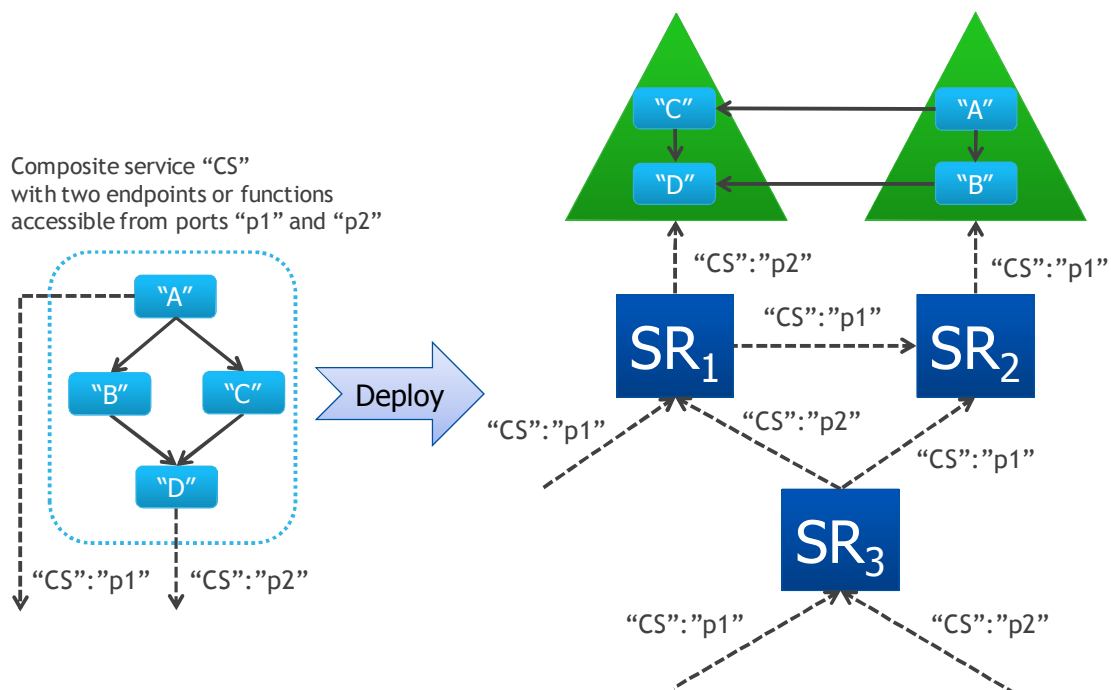 Composite service “CS”
with two endpoints or functions
accessible from ports “p1” and “p2”
“A”
“B”
“C”
“D”
“CS”:”p1”
“CS”:”p2”
Deploy
“C”
“A”
“D”
“B”
“CS”:”p2”
“CS”:”p1”
SR1
“CS”:”p1”
SR2
“CS”:”p1”
“CS”:”p2”
“CS”:”p1”
SR3
“CS”:”p1”
“CS”:”p2”